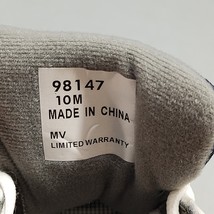 98147
10M
MADE IN CHINA
MV
LIMITED WARRANTY